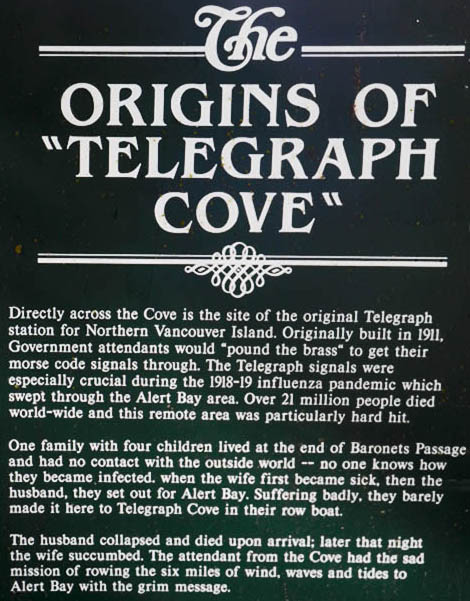 The
ORIGINS OF
"TELEGRAPH
COVE"
Directly across the Cove is the site of the original Telegraph
station for Northern Vancouver Island. Originally built in 1911,
Government attendants would "pound the brass" to get their
morse code signals through. The Telegraph signals were
especially crucial during the 1918-19 influenza pandemic which
swept through the Alert Bay area. Over 21 million people died
world-wide and this remote area was particularly hard hit.
One family with four children lived at the end of Baronets Passage
and had no contact with the outside world -- no one knows how
they became infected. when the wife first became sick, then the
husband, they set out for Alert Bay. Suffering badly, they barely
made it here to Telegraph Cove in their row boat.
The husband collapsed and died upon arrival; later that night
the wife succumbed. The attendant from the Cove had the sad
mission of rowing the six miles of wind, waves and tides to
Alert Bay with the grim message.